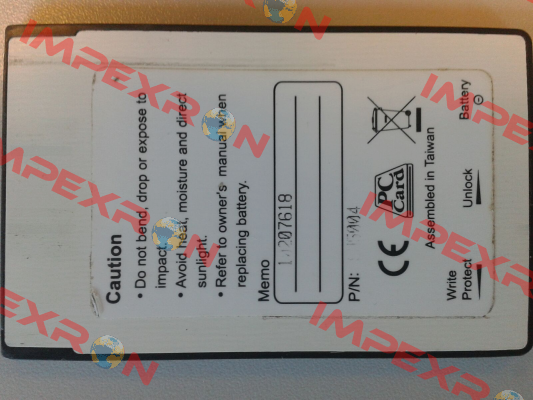 Caution
• Do not bend, drop or expose to
impact.
• Avoid heat, moisture and direct
sunlight.
• Refer to owner's manual when
replacing battery.
Memo
P/N:
CE
PC
Card
Assembled in Taiwan
Write
Protect
Unlock
Battery
IMPEXRON
IMPEXRON
IMPEXRON
IMPEXRON
IMPEXRON
IMPEXRON
IMPEXRON